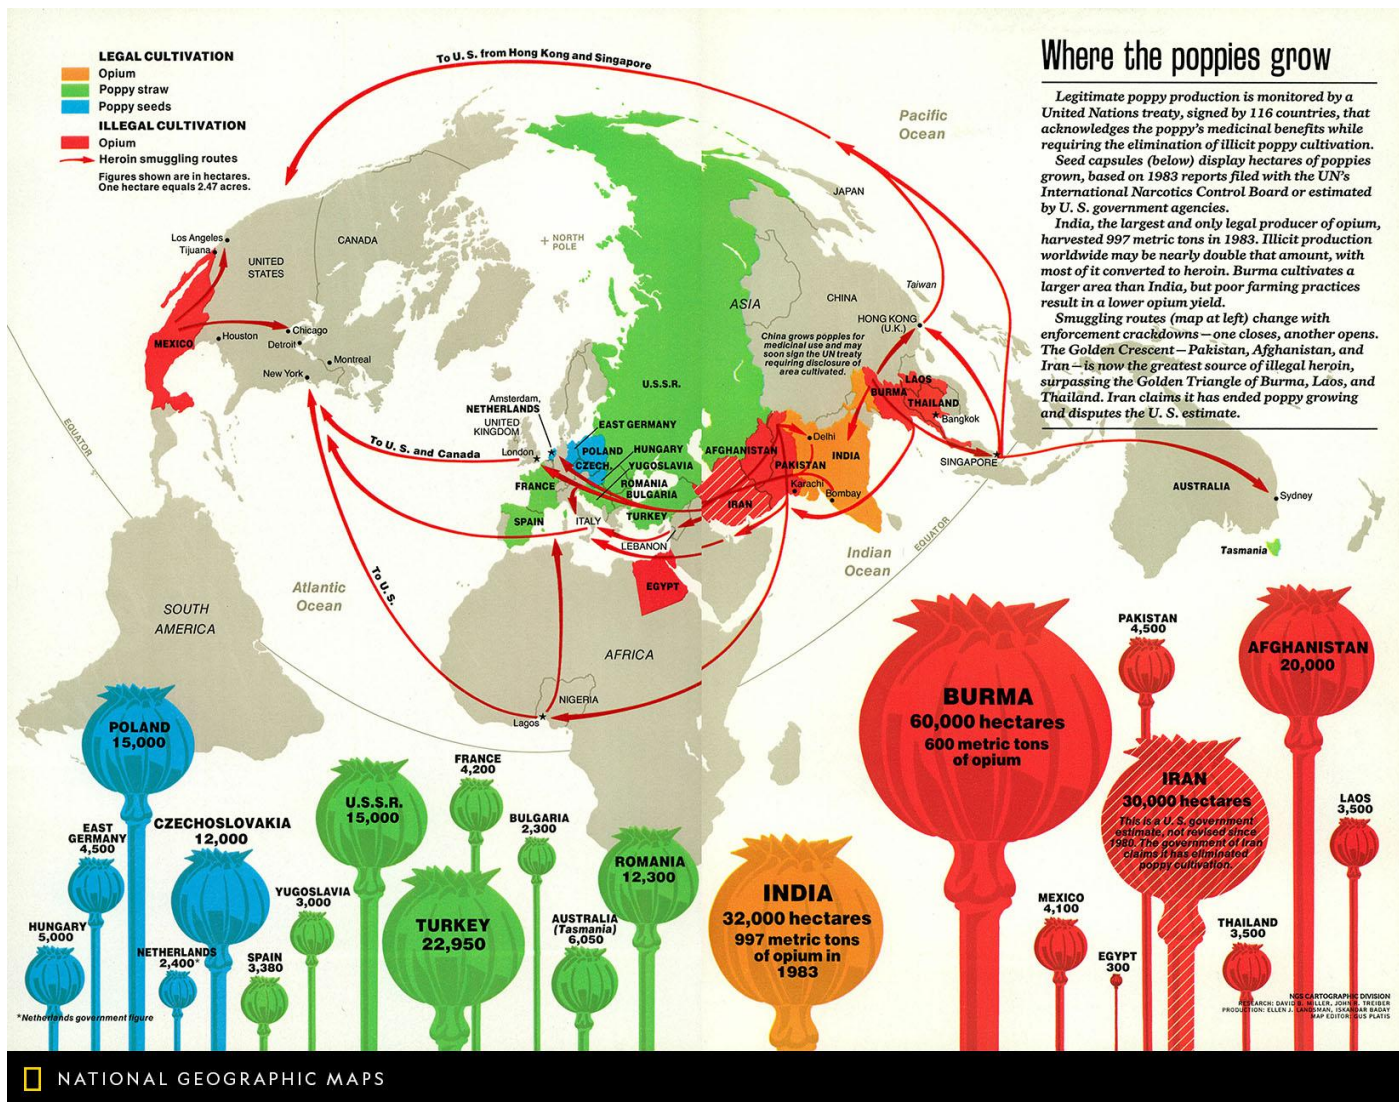 LEGAL CULTIVATION
Opium
Poppy straw
Poppy seeds
ILLEGAL CULTIVATION
Opium
Heroin smuggling routes
Figures shown are in hectares.
One hectare equals 2.47 acres.
To U. S. from Hong Kong and Singapore
Where the poppies grow
Legitimate poppy production is monitored by a
United Nations treaty, signed by 116 countries, that
acknowledges the poppy's medicinal benefits while
requiring the elimination of illicit poppy cultivation.
Seed capsules (below) display hectares of poppies
grown, based on 1983 reports filed with the UN's
International Narcotics Control Board or estimated
by U. S. government agencies.
India, the largest and only legal producer of opium,
harvested 997 metric tons in 1983. Illicit production
worldwide may be nearly double that amount, with
most of it converted to heroin. Burma cultivates a
larger area than India, but poor farming practices
result in a lower opium yield.
Smuggling routes (map at left) change with
enforcement crackdowns—one closes, another opens.
The Golden Crescent—Pakistan, Afghanistan, and
Iran—is now the greatest source of illegal heroin,
surpassing the Golden Triangle of Burma, Laos, and
Thailand. Iran claims it has ended poppy growing
and disputes the U. S. estimate.
Pacific
Ocean
JAPAN
Los Angeles
Tijuana
CANADA
UNITED
STATES
NORTH
POLE
ASIA
CHINA
Taiwan
HONG KONG
(U.K.)
China grows poppies for
medicinal use and may
soon sign the UN treaty
requiring disclosure of
area cultivated.
MEXICO
Houston
Chicago
Detroit
Montreal
New York
U.S.S.R.
LAOS
BURMA
THAILAND
Bangkok
Amsterdam,
NETHERLANDS
UNITED
KINGDOM
London
EAST GERMANY
POLAND
CZECH.
HUNGARY
YUGOSLAVIA
ROMANIA
BULGARIA
FRANCE
SPAIN
ITALY
TURKEY
LEBANON
EGYPT
AFGHANISTAN
PAKISTAN
IRAN
Delhi
INDIA
Karachi
Bombay
SINGAPORE
EQUATOR
To U. S. and Canada
AUSTRALIA
Sydney
Tasmania
EQUATOR
Indian
Ocean
Atlantic
Ocean
To U. S.
SOUTH
AMERICA
AFRICA
NIGERIA
Lagos
POLAND
15,000
EAST
GERMANY
4,500
CZECHOSLOVAKIA
12,000
HUNGARY
5,000
NETHERLANDS
2,400*
*Netherlands government figure
SPAIN
3,380
YUGOSLAVIA
3,000
U.S.S.R.
15,000
FRANCE
4,200
TURKEY
22,950
BULGARIA
2,300
AUSTRALIA
(Tasmania)
6,050
ROMANIA
12,300
INDIA
32,000 hectares
997 metric tons
of opium in
1983
BURMA
60,000 hectares
600 metric tons
of opium
PAKISTAN
4,500
AFGHANISTAN
20,000
IRAN
30,000 hectares
This is a U. S. government
estimate, not revised since
1980. The government of Iran
claims it has eliminated
poppy cultivation.
LAOS
3,500
MEXICO
4,100
EGYPT
300
THAILAND
3,500
NGS CARTOGRAPHIC DIVISION
RESEARCH: DAVID B. MILLER, JOHN R. TREIBER
PRODUCTION: ELLEN J. LANDSMAN, ISKANDAR BADAY
MAP EDITOR: GUS PLATIS
NATIONAL GEOGRAPHIC MAPS